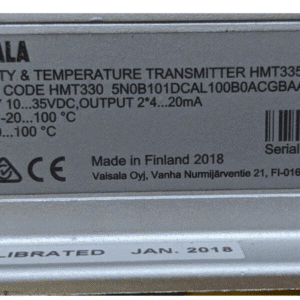 ALA
TY & TEMPERATURE TRANSMITTER HMT335
CODE HMT330 5N0B101DCAL100B0ACGBAA
Y 10...35VDC,OUTPUT 2*4...20mA
-20...100 °C
0...100 °C
Serial
Made in Finland 2018
Vaisala Oyj, Vanha Nurmijärventie 21, FI-016
LIBRATED JAN. 2018